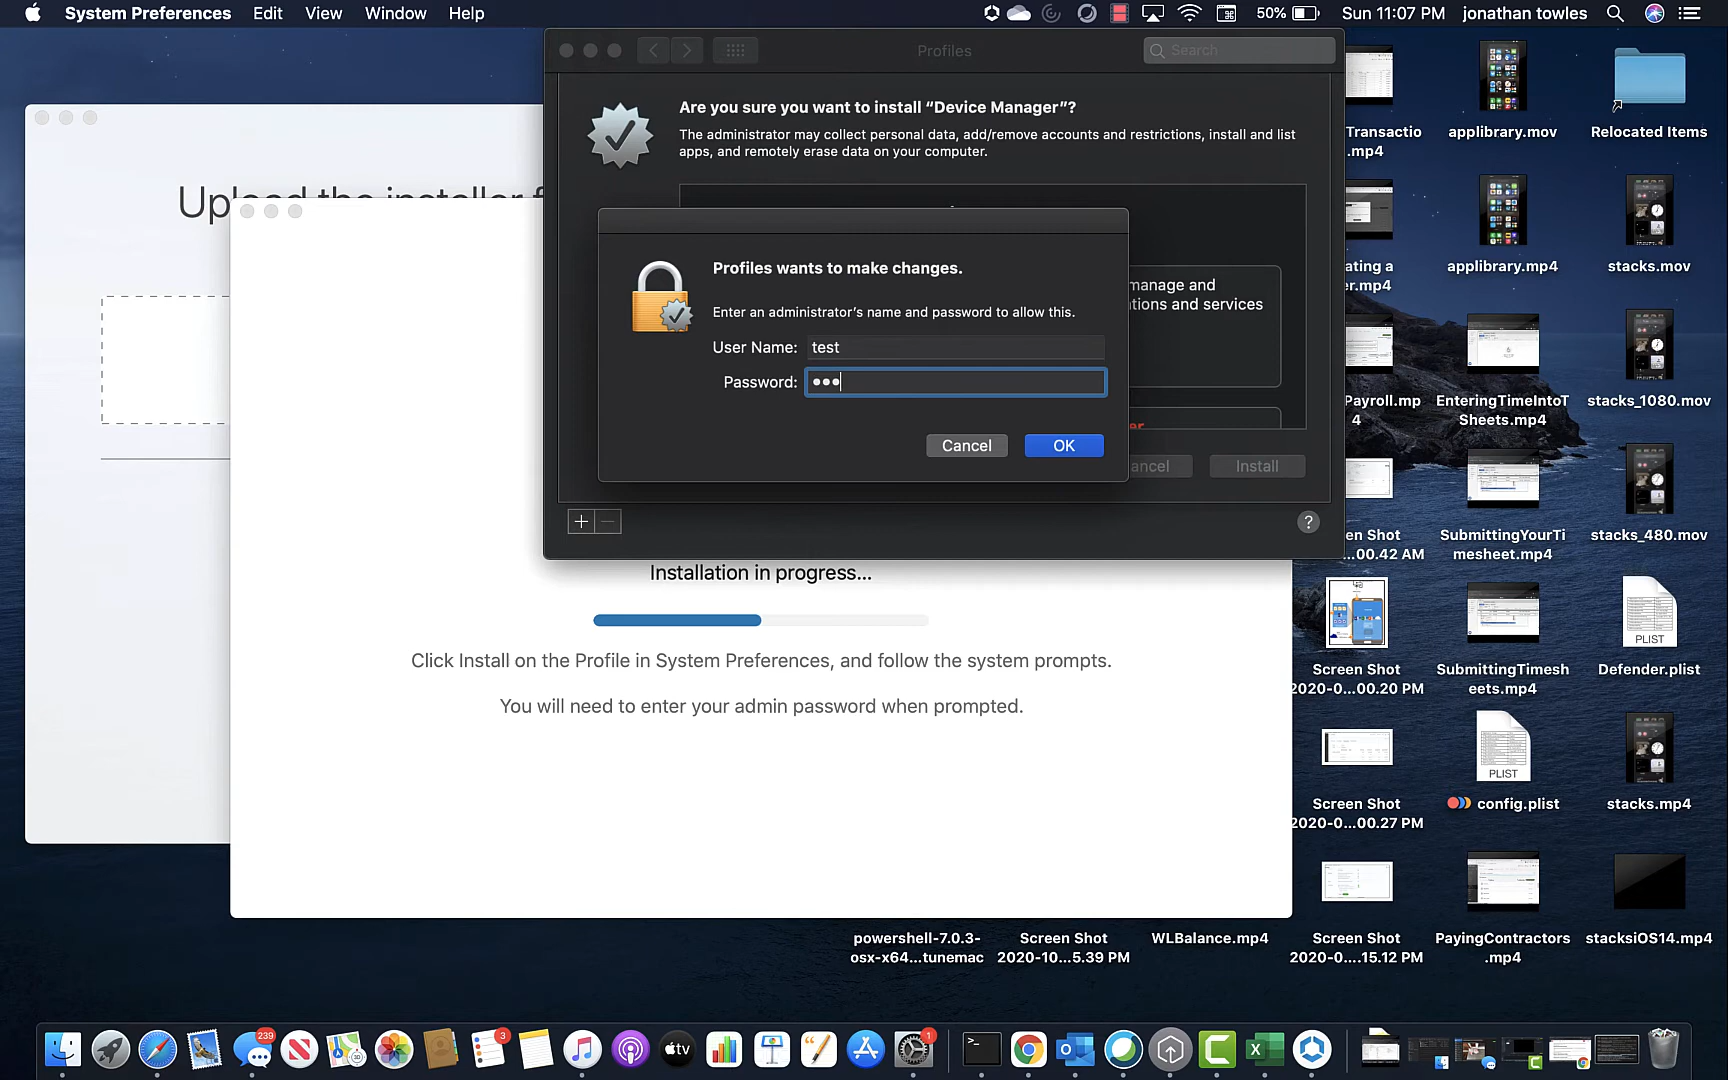 System Preferences Edit View Window Help
50% Sun 11:07 PM jonathan towles
Profiles
Search
Are you sure you want to install “Device Manager”?
The administrator may collect personal data, add/remove accounts and restrictions, install and list
apps, and remotely erase data on your computer.
Upload the installer f
Profiles wants to make changes.
Enter an administrator’s name and password to allow this.
User Name: test
Password: •••
Cancel OK
manage and
tions and services
er
ancel Install
+ −
?
Installation in progress...
Click Install on the Profile in System Preferences, and follow the system prompts.
You will need to enter your admin password when prompted.
Transactio
.mp4
applibrary.mov
Relocated Items
ating a
er.mp4
applibrary.mp4
stacks.mov
Payroll.mp
4
EnteringTimeIntoT
Sheets.mp4
stacks_1080.mov
en Shot
...00.42 AM
SubmittingYourTi
mesheet.mp4
stacks_480.mov
Screen Shot
2020-0...00.20 PM
SubmittingTimesh
eets.mp4
PLIST
Defender.plist
Screen Shot
2020-0...00.27 PM
PLIST
config.plist
stacks.mp4
powershell-7.0.3-
osx-x64...tunemac
Screen Shot
2020-10...5.39 PM
WLBalance.mp4
Screen Shot
2020-0....15.12 PM
PayingContractors
.mp4
stacksiOS14.mp4
239
3D
3
tv
1